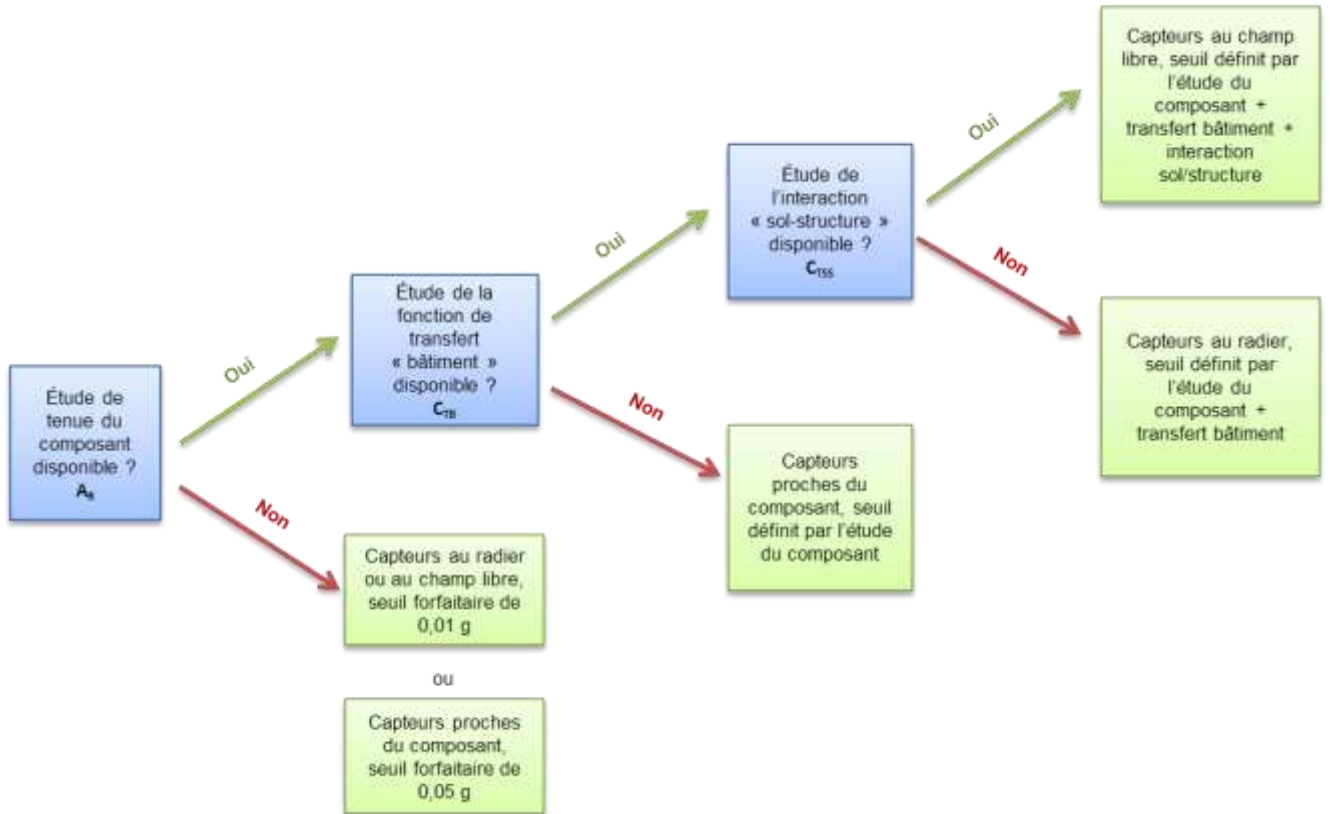 Étude de
tenue du
composant
disponible ?
A_R
Oui
Non
Étude de la
fonction de
transfert
« bâtiment »
disponible ?
C_TB
Capteurs au radier
ou au champ libre,
seuil forfaitaire de
0,01 g
ou
Capteurs proches
du composant,
seuil forfaitaire de
0,05 g
Oui
Non
Étude de
l'interaction
« sol-structure »
disponible ?
C_TSS
Capteurs
proches du
composant, seuil
définit par l'étude
du composant
Oui
Non
Capteurs au champ
libre, seuil définit par
l'étude du
composant +
transfert bâtiment +
interaction
sol/structure
Capteurs au radier,
seuil définit par
l'étude du
composant +
transfert bâtiment